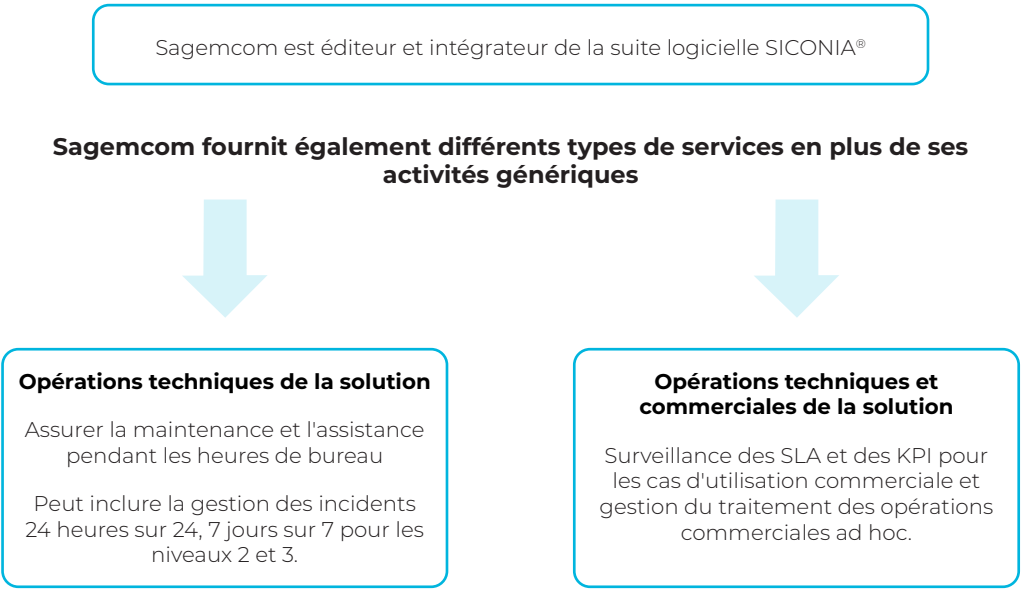 Sagemcom est éditeur et intégrateur de la suite logicielle SICONIA®
Sagemcom fournit également différents types de services en plus de ses
activités génériques
Opérations techniques de la solution
Assurer la maintenance et l'assistance
pendant les heures de bureau
Peut inclure la gestion des incidents
24 heures sur 24, 7 jours sur 7 pour les
niveaux 2 et 3.
Opérations techniques et
commerciales de la solution
Surveillance des SLA et des KPI pour
les cas d'utilisation commerciale et
gestion du traitement des opérations
commerciales ad hoc.